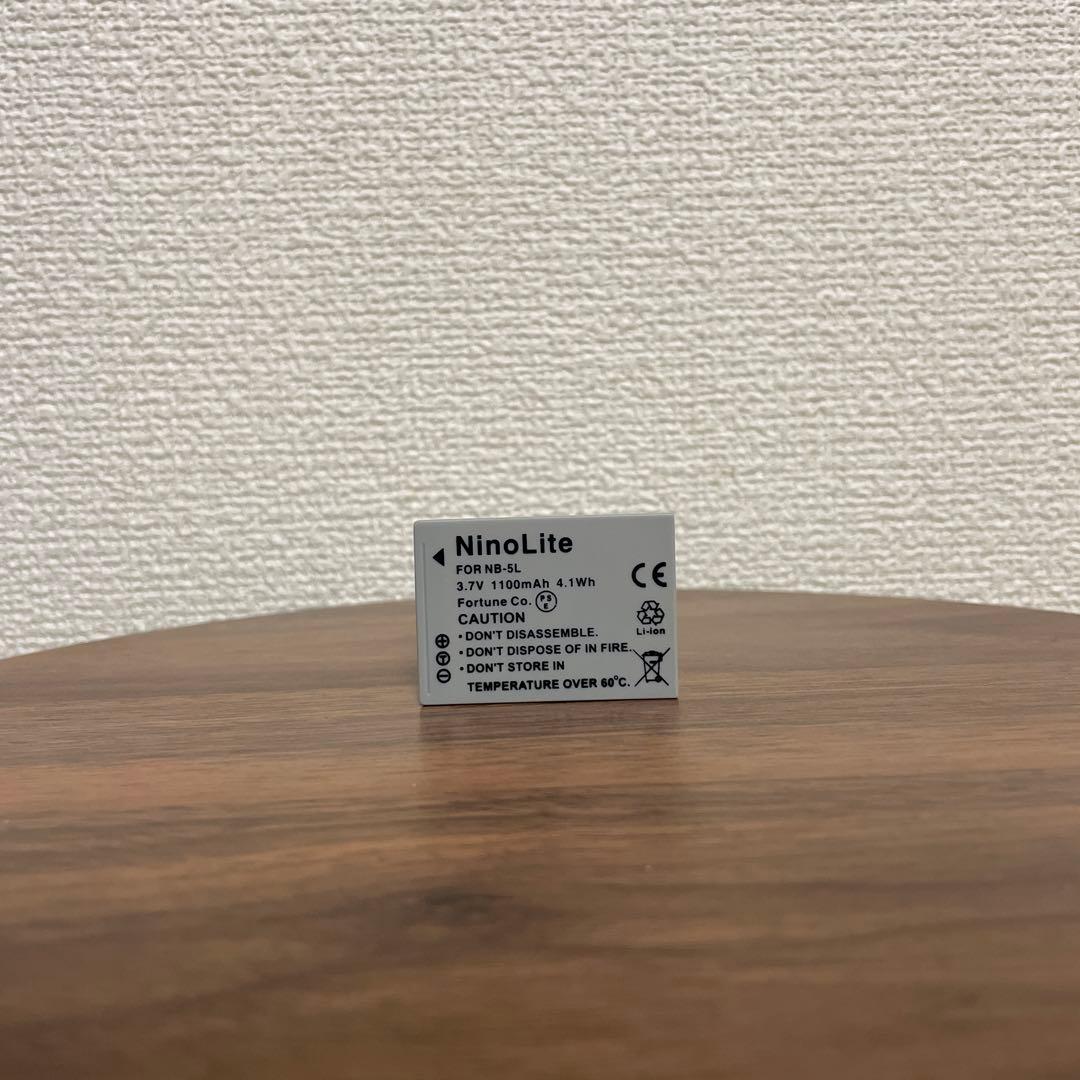 NinoLite
FOR NB-5L
3.7V 1100mAh 4.1Wh
Fortune Co. PSE
CAUTION
•DON'T DISASSEMBLE.
•DON'T DISPOSE OF IN FIRE.
•DON'T STORE IN
TEMPERATURE OVER 60°C.
CE
Li-ion
⊕
T
⊖